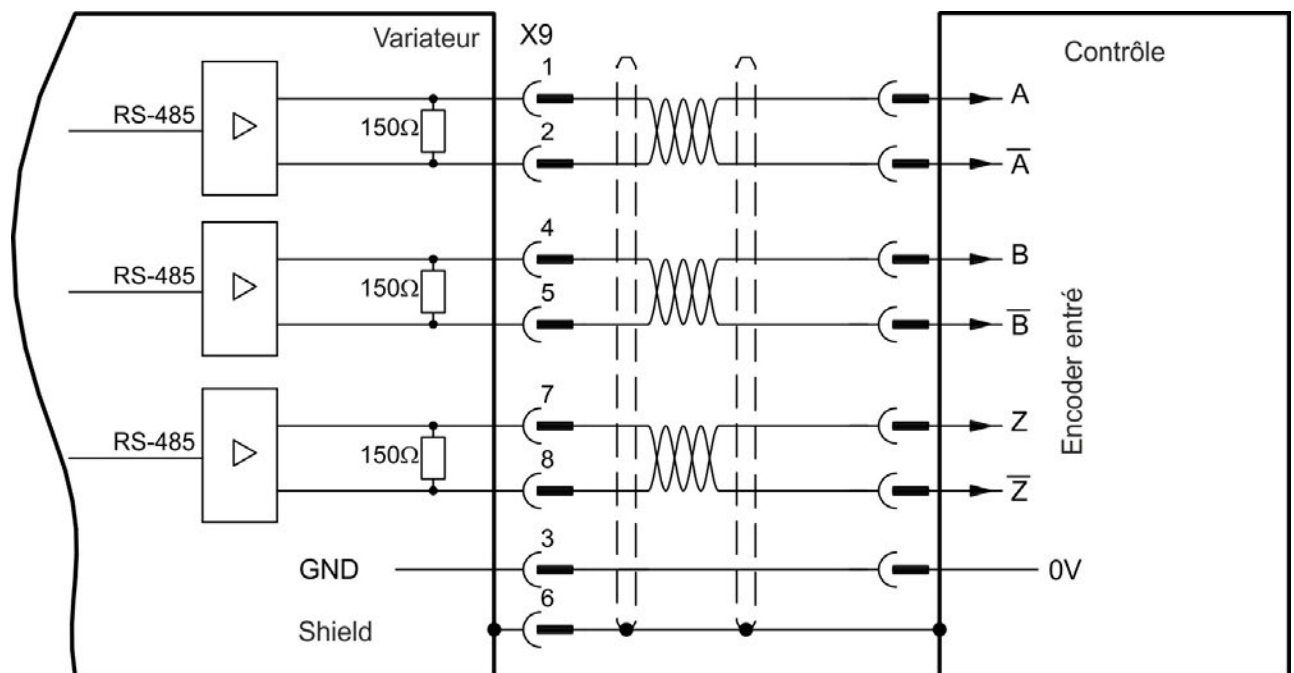 Variateur
X9
Contrôle
1
RS-485
150Ω
A
2
A̅
4
RS-485
150Ω
B
5
B̅
Encoder entré
7
RS-485
150Ω
Z
8
Z̅
3
GND
0V
6
Shield